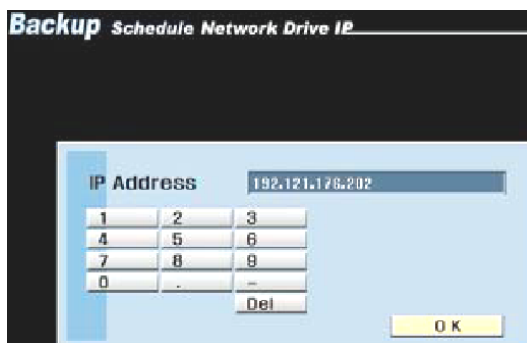 Backup Schedule Network Drive IP
IP Address 192.121.176.202
1 2 3
4 5 6
7 8 9
0 . -
Del
OK